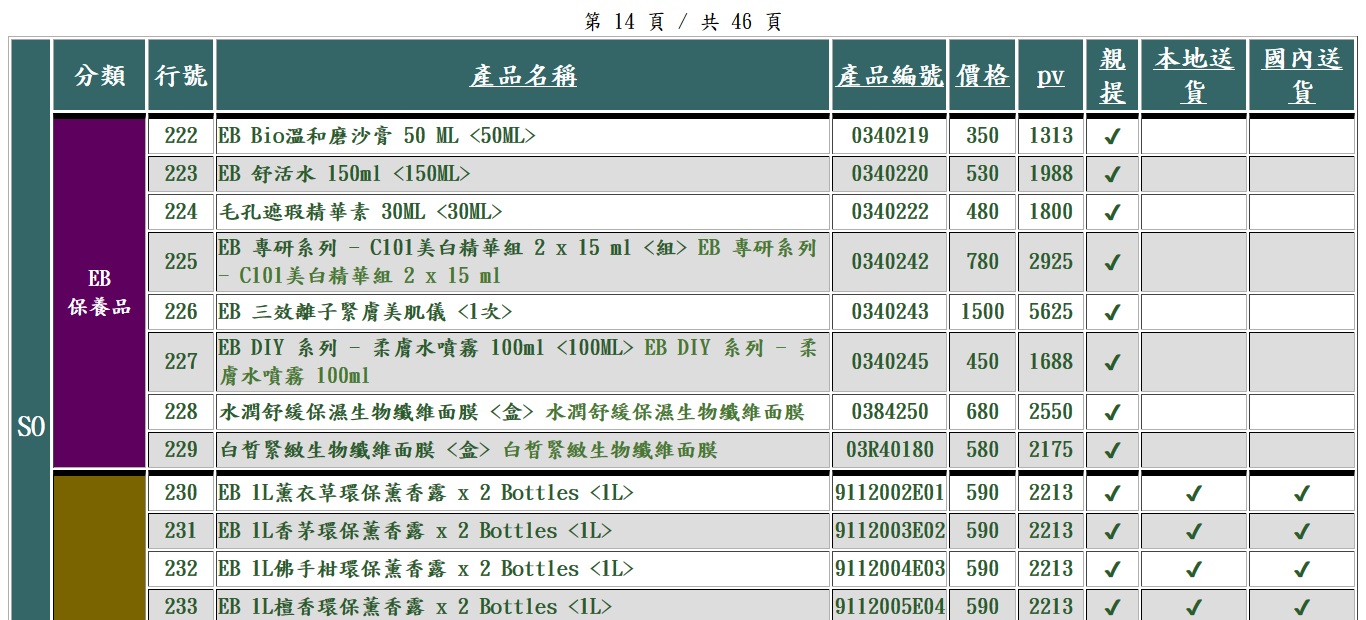 第 14 頁 / 共 46 頁
分類 行號 產品名稱 產品編號 價格 pv 親提 本地送貨 國內送貨
SO
EB
保養品
222 EB Bio溫和磨沙膏 50 ML <50ML> 0340219 350 1313 ✔
223 EB 舒活水 150ml <150ML> 0340220 530 1988 ✔
224 毛孔遮瑕精華素 30ML <30ML> 0340222 480 1800 ✔
225 EB 專研系列 - C101美白精華組 2 x 15 ml <組> EB 專研系列
- C101美白精華組 2 x 15 ml 0340242 780 2925 ✔
226 EB 三效離子緊膚美肌儀 <1次> 0340243 1500 5625 ✔
227 EB DIY 系列 - 柔膚水噴霧 100ml <100ML> EB DIY 系列 - 柔
膚水噴霧 100ml 0340245 450 1688 ✔
228 水潤舒緩保濕生物纖維面膜 <盒> 水潤舒緩保濕生物纖維面膜 0384250 680 2550 ✔
229 白皙緊緻生物纖維面膜 <盒> 白皙緊緻生物纖維面膜 03R40180 580 2175 ✔
230 EB 1L薰衣草環保薰香露 x 2 Bottles <1L> 9112002E01 590 2213 ✔ ✔ ✔
231 EB 1L香茅環保薰香露 x 2 Bottles <1L> 9112003E02 590 2213 ✔ ✔ ✔
232 EB 1L佛手柑環保薰香露 x 2 Bottles <1L> 9112004E03 590 2213 ✔ ✔ ✔
233 EB 1L檀香環保薰香露 x 2 Bottles <1L> 9112005E04 590 2213 ✔ ✔ ✔